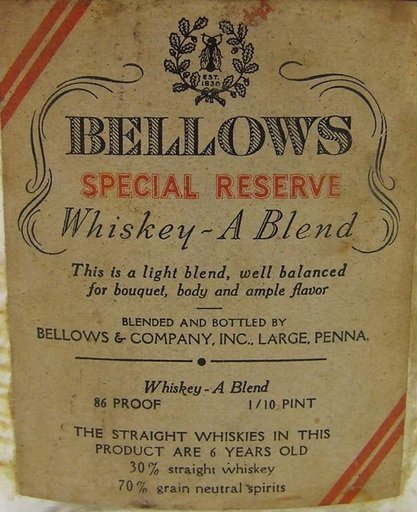 EST.
1830
BELLOWS
SPECIAL RESERVE
Whiskey - A Blend
This is a light blend, well balanced
for bouquet, body and ample flavor
BLENDED AND BOTTLED BY
BELLOWS & COMPANY, INC., LARGE, PENNA.
Whiskey - A Blend
86 PROOF 1/10 PINT
THE STRAIGHT WHISKIES IN THIS
PRODUCT ARE 6 YEARS OLD
30% straight whiskey
70% grain neutral spirits